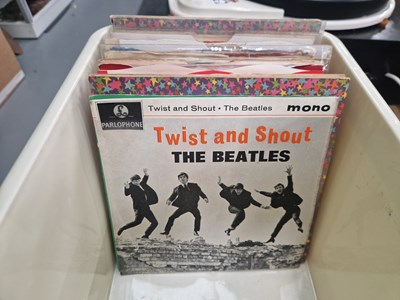 PARLOPHONE
Twist and Shout · The Beatles mono
Twist and Shout
THE BEATLES